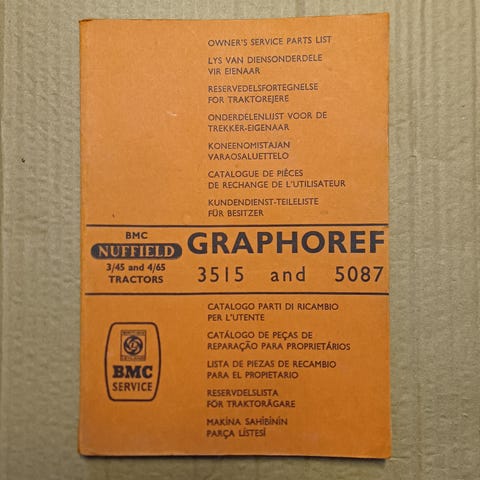 OWNER'S SERVICE PARTS LIST
LYS VAN DIENSONDERDELE
VIR EIENAAR
RESERVEDELSFORTEGNELSE
FOR TRAKTOREJERE
ONDERDELENLIJST VOOR DE
TREKKER-EIGENAAR
KONEENOMISTAJAN
VARAOSALUETTELO
CATALOGUE DE PIÈCES
DE RECHANGE DE L'UTILISATEUR
KUNDENDIENST-TEILELISTE
FÜR BESITZER
BMC
NUFFIELD
3/45 and 4/65
TRACTORS
GRAPHOREF
3515 and 5087
CATALOGO PARTI DI RICAMBIO
PER L'UTENTE
CATÁLOGO DE PEÇAS DE
REPARAÇÃO PARA PROPRIETÁRIOS
LISTA DE PIEZAS DE RECAMBIO
PARA EL PROPIETARIO
RESERVDELSLISTA
FÖR TRAKTORÄGARE
MAKİNA SAHİBİNİN
PARÇA LİSTESİ
BMC
SERVICE